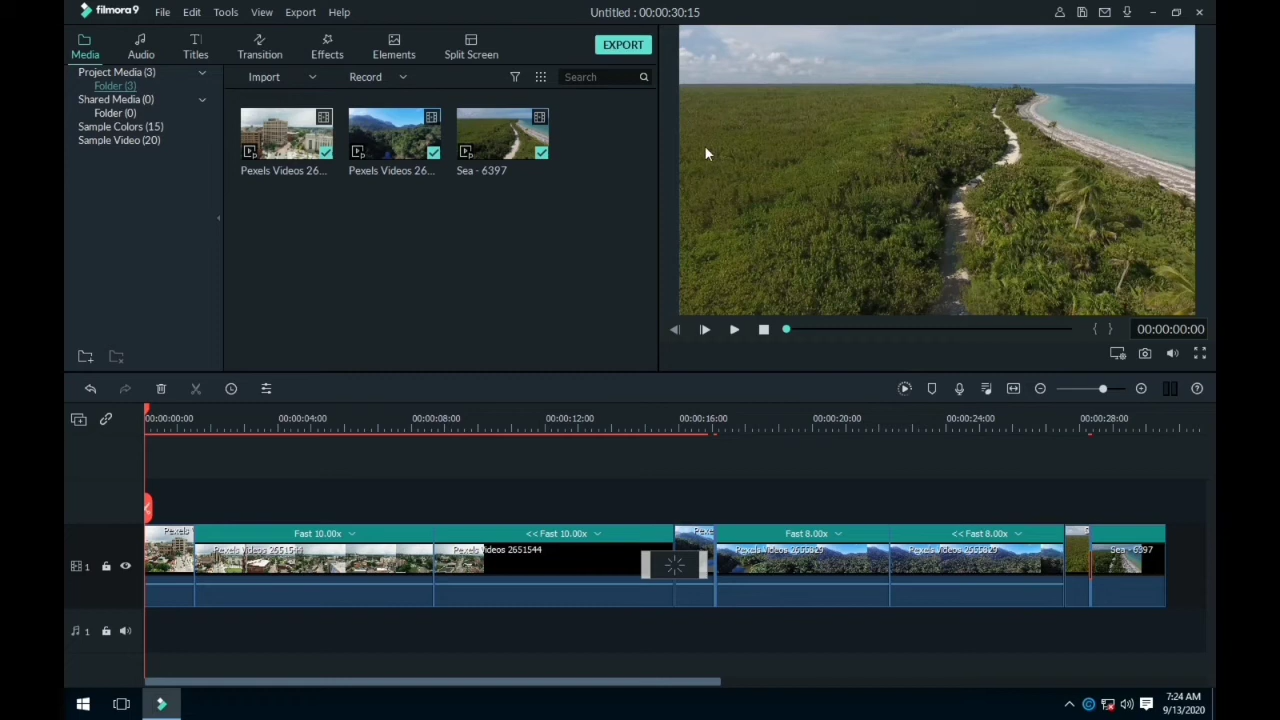 filmora 9 File Edit Tools View Export Help Untitled : 00:00:30:15
Media Audio Titles Transition Effects Elements Split Screen EXPORT
Project Media (3)
Folder (3)
Shared Media (0)
Folder (0)
Sample Colors (15)
Sample Video (20)
Import Record Search
Pexels Videos 26... Pexels Videos 26... Sea - 6397
00:00:00:00
00:00:00:00 00:00:04:00 00:00:08:00 00:00:12:00 00:00:16:00 00:00:20:00 00:00:24:00 00:00:28:00
Fast 10.00x << Fast 10.00x Fast 8.00x << Fast 8.00x
Pexels Videos 2651544 Sea - 6397
1
1
7:24 AM
9/13/2020